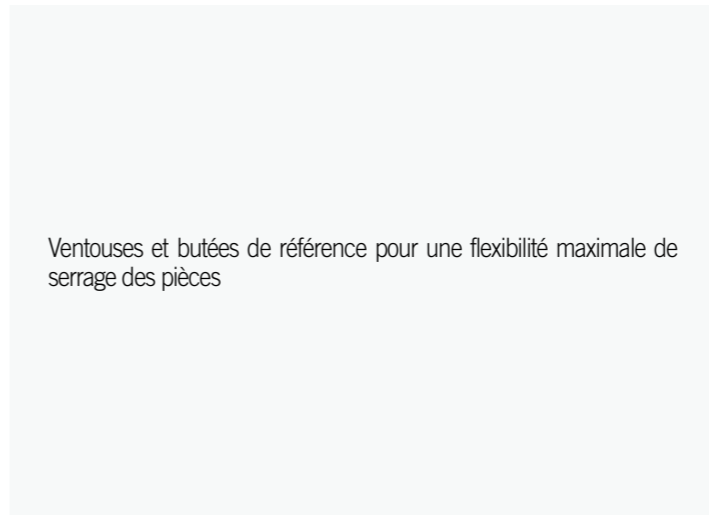 Ventouses et butées de référence pour une flexibilité maximale de
serrage des pièces